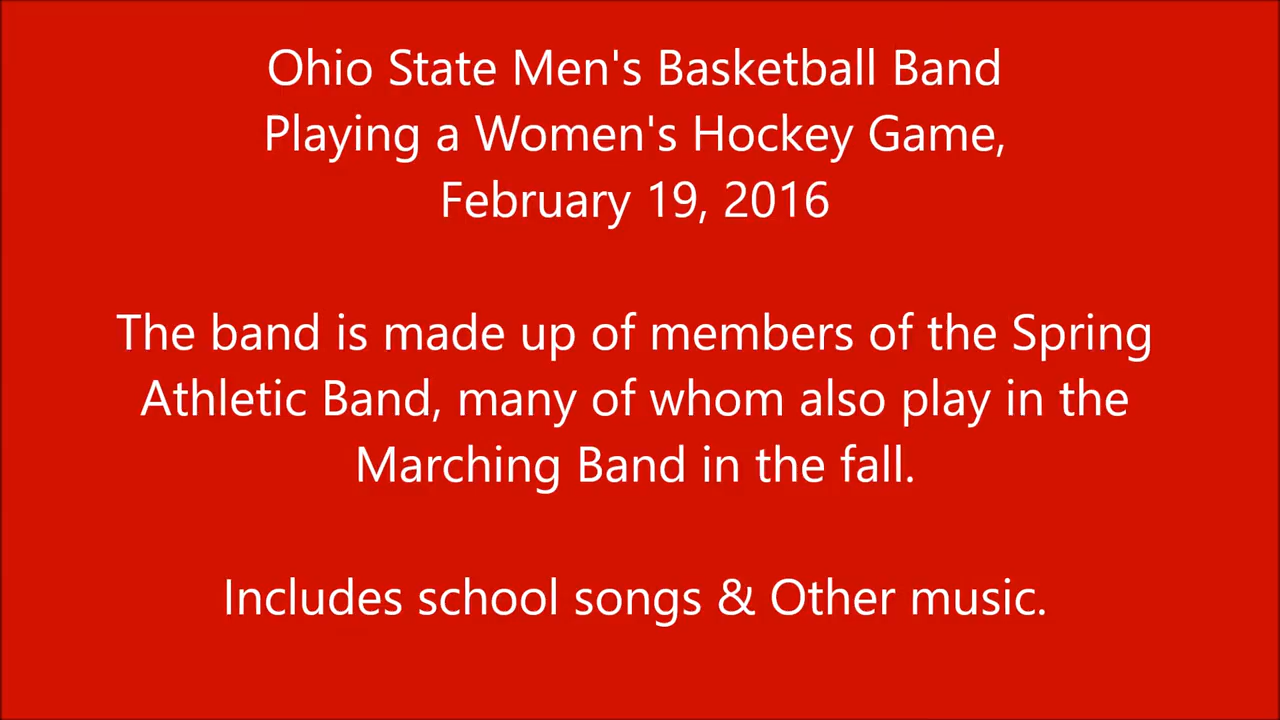 Ohio State Men's Basketball Band
Playing a Women's Hockey Game,
February 19, 2016
The band is made up of members of the Spring
Athletic Band, many of whom also play in the
Marching Band in the fall.
Includes school songs & Other music.